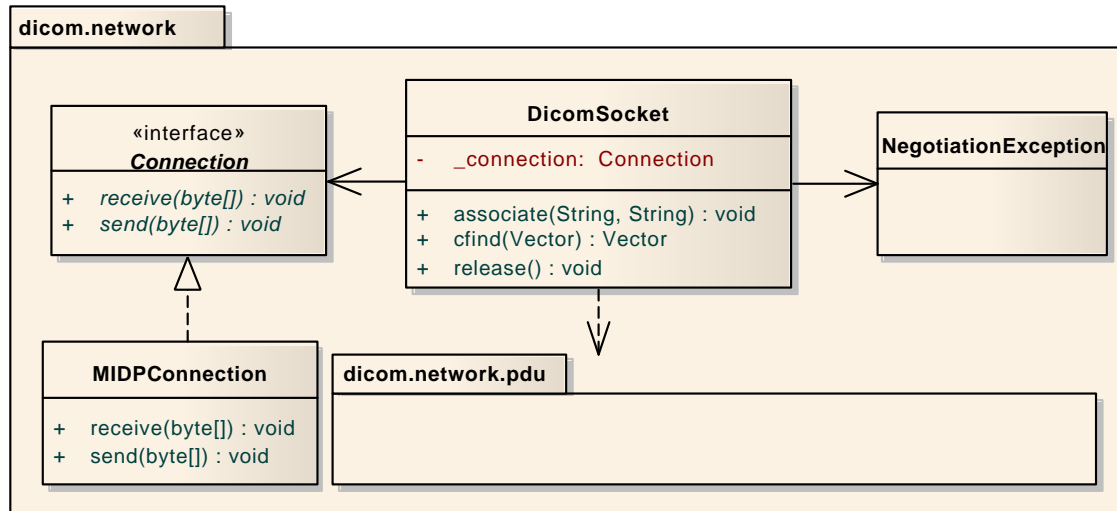 dicom.network
«interface»
Connection
+ receive(byte[]) : void
+ send(byte[]) : void
DicomSocket
- _connection: Connection
+ associate(String, String) : void
+ cfind(Vector) : Vector
+ release() : void
NegotiationException
MIDPConnection
+ receive(byte[]) : void
+ send(byte[]) : void
dicom.network.pdu